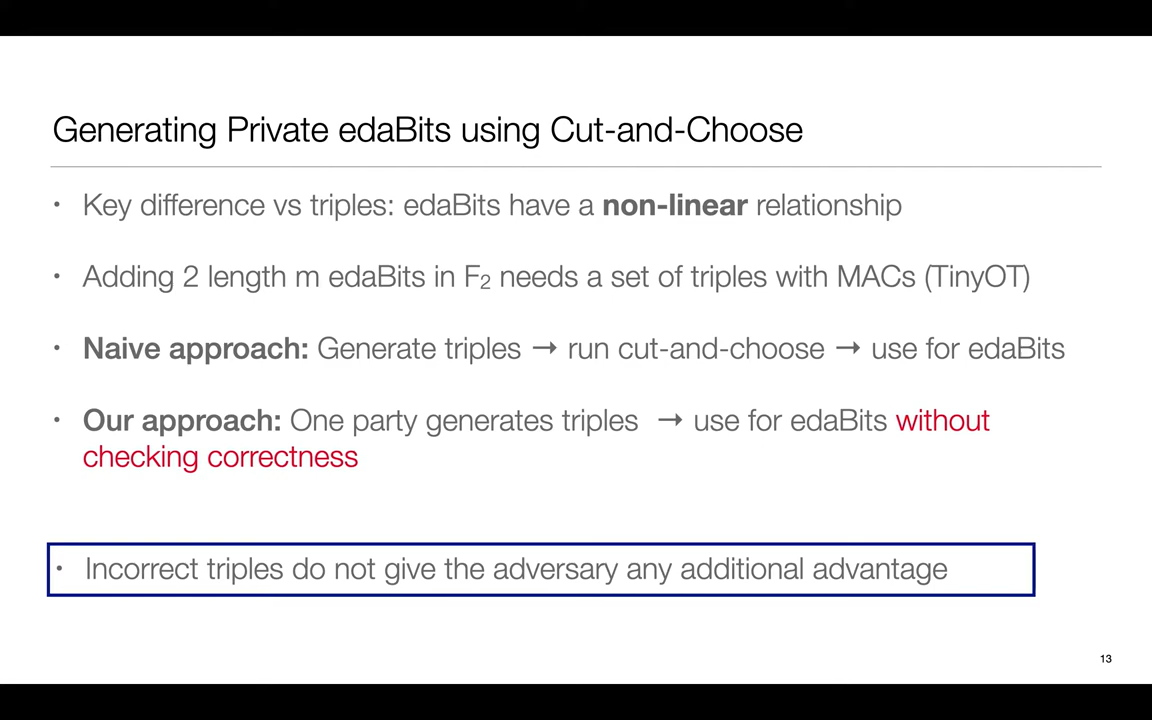 Generating Private edaBits using Cut-and-Choose
• Key difference vs triples: edaBits have a non-linear relationship
• Adding 2 length m edaBits in F₂ needs a set of triples with MACs (TinyOT)
• Naive approach: Generate triples → run cut-and-choose → use for edaBits
• Our approach: One party generates triples → use for edaBits without
checking correctness
• Incorrect triples do not give the adversary any additional advantage
13